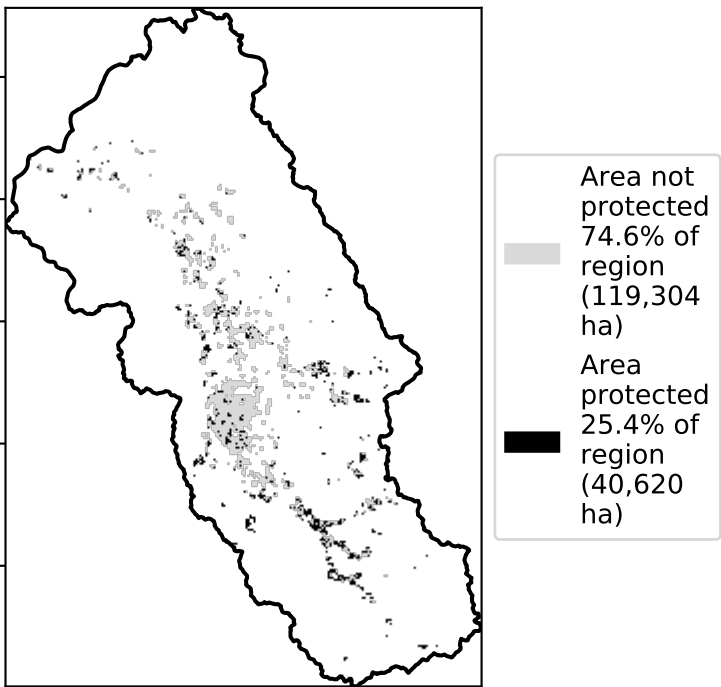 Area not
protected
74.6% of
region
(119,304
ha)
Area
protected
25.4% of
region
(40,620
ha)